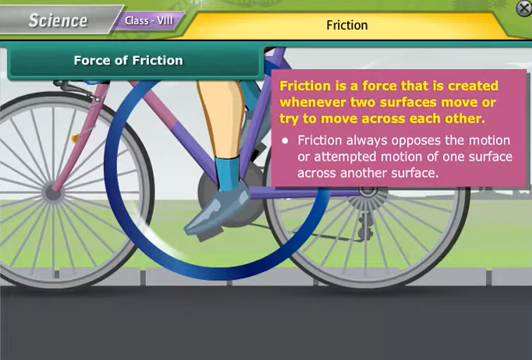 Science
Class - VIII
Friction
Force of Friction
Friction is a force that is created
whenever two surfaces move or
try to move across each other.
● Friction always opposes the motion
or attempted motion of one surface
across another surface.